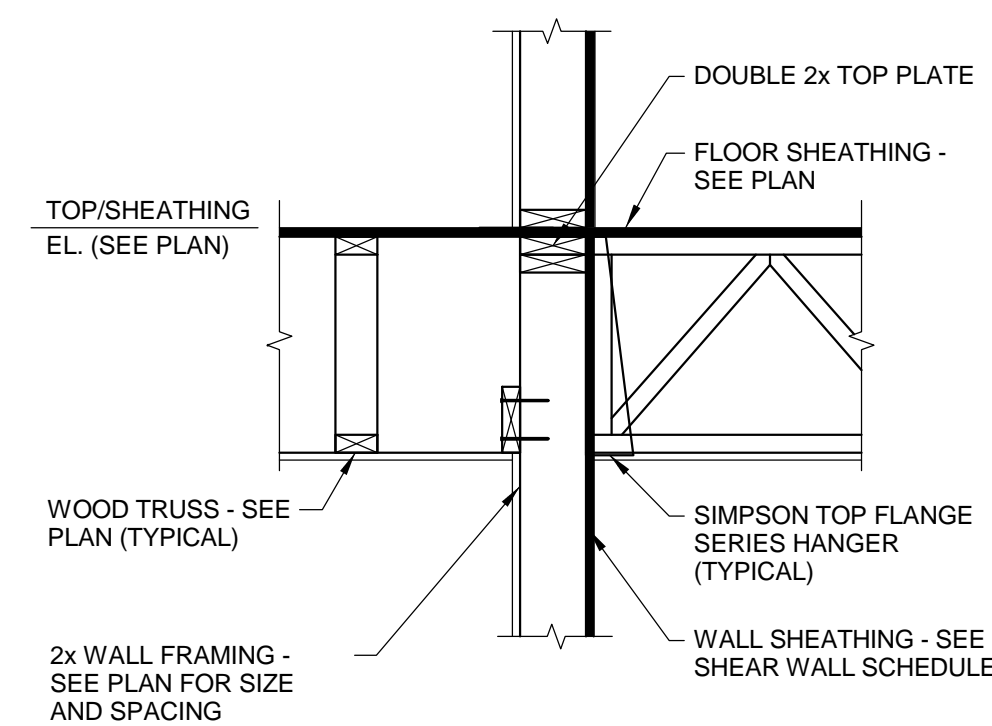 DOUBLE 2x TOP PLATE
FLOOR SHEATHING -
SEE PLAN
TOP/SHEATHING
EL. (SEE PLAN)
WOOD TRUSS - SEE
PLAN (TYPICAL)
SIMPSON TOP FLANGE
SERIES HANGER
(TYPICAL)
2x WALL FRAMING -
SEE PLAN FOR SIZE
AND SPACING
WALL SHEATHING - SEE
SHEAR WALL SCHEDULE